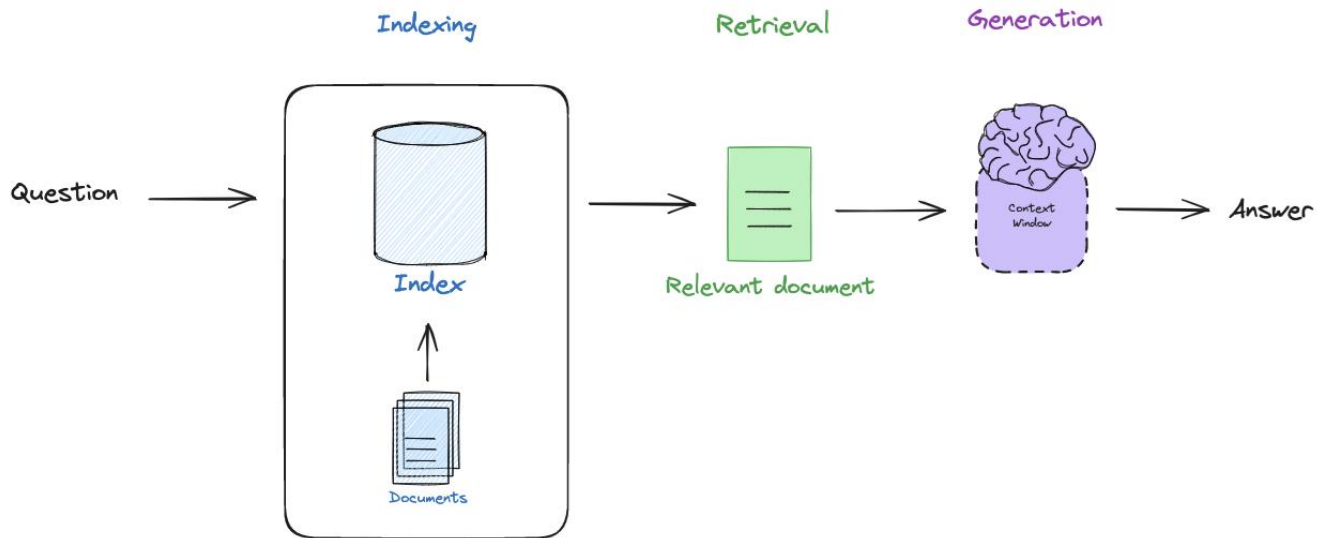 Indexing
Retrieval
Generation
Question
Index
Documents
Relevant document
Context
Window
Answer